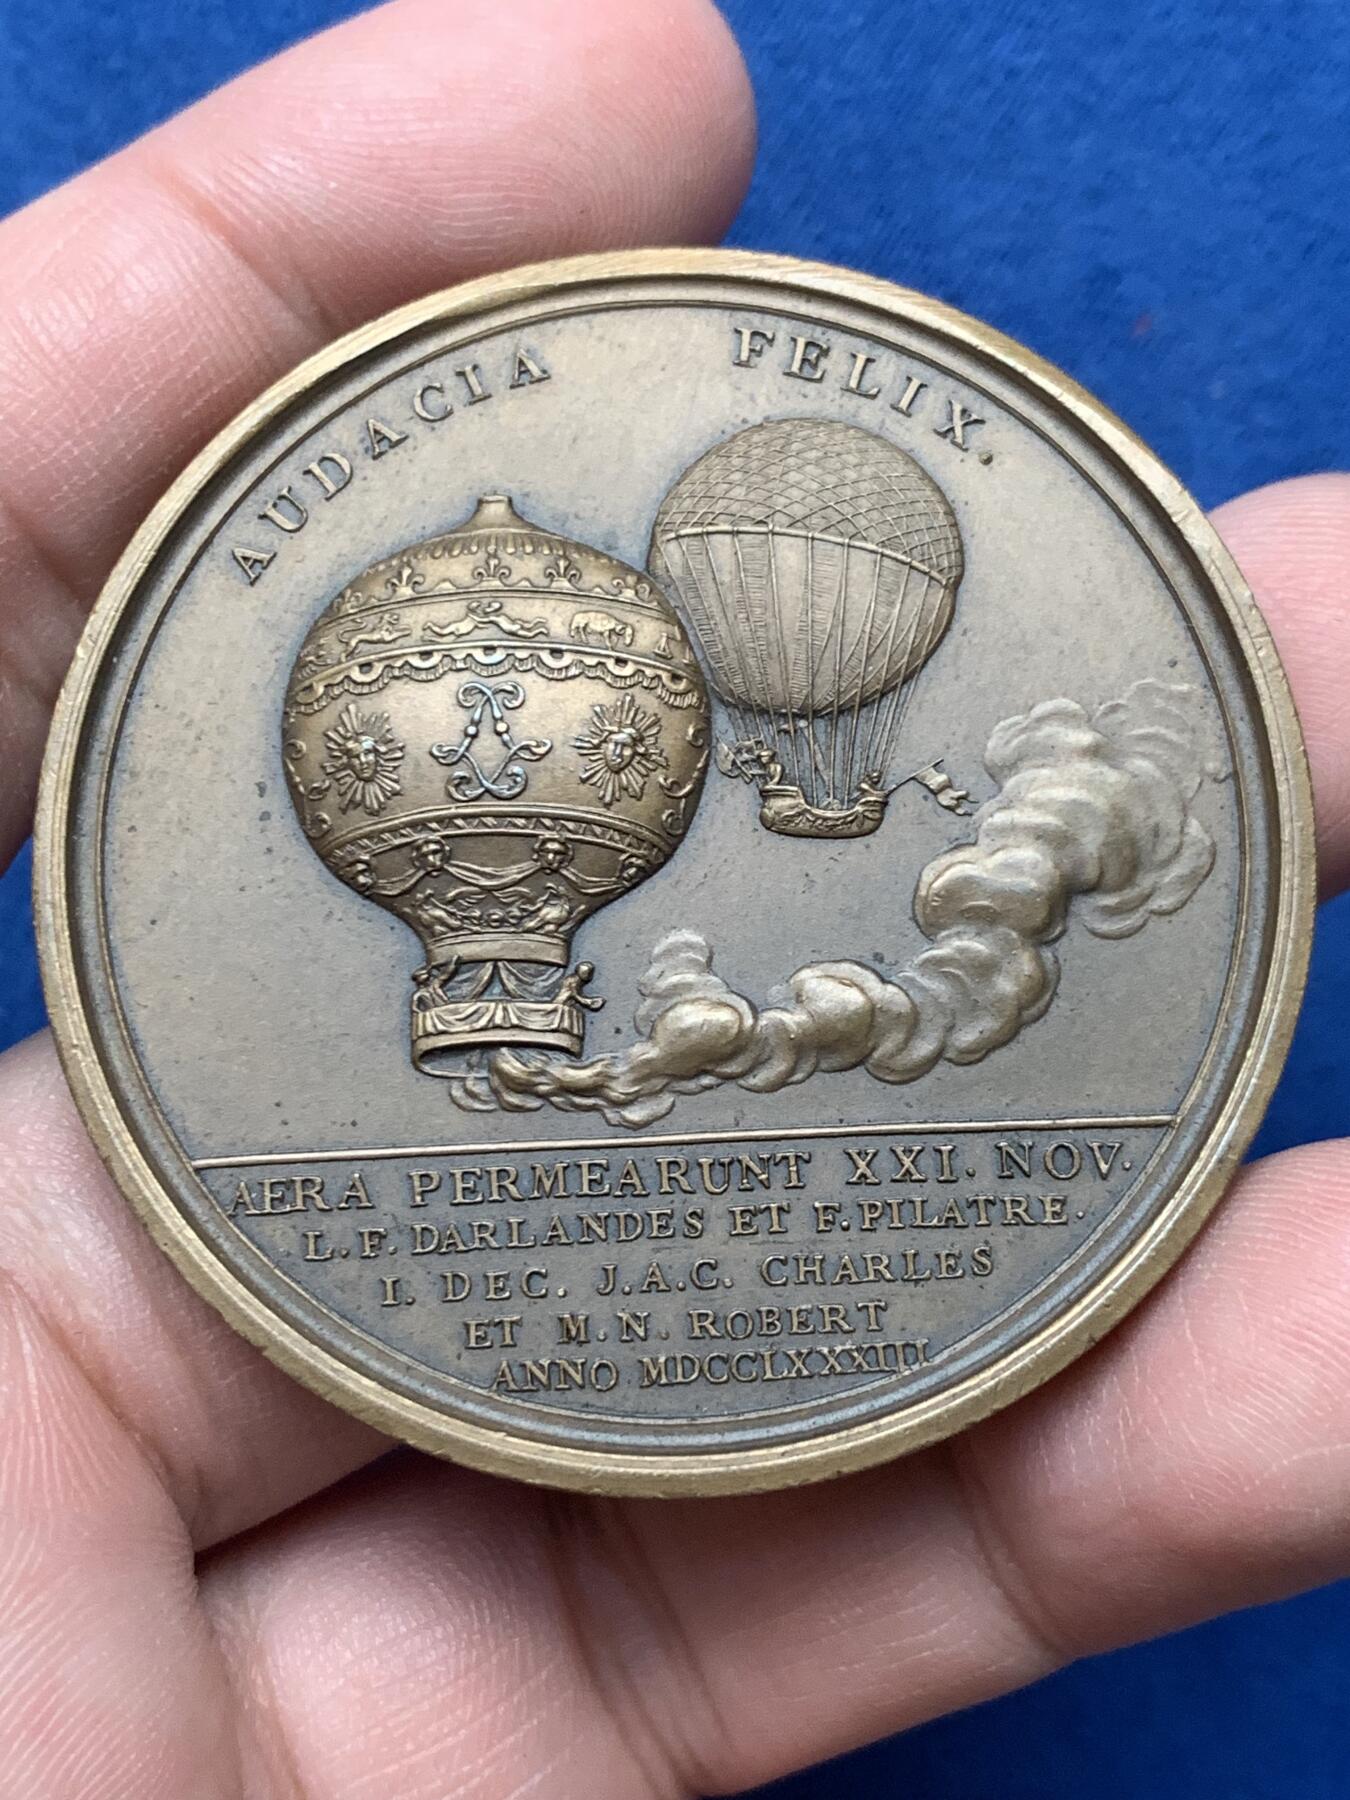 AUDACIA FELIX.
AERA PERMEARUNT XXI. NOV.
L. F. DARLANDES ET F. PILATRE.
I. DEC. J. A. C. CHARLES
ET M. N. ROBERT
ANNO MDCCLXXXIII